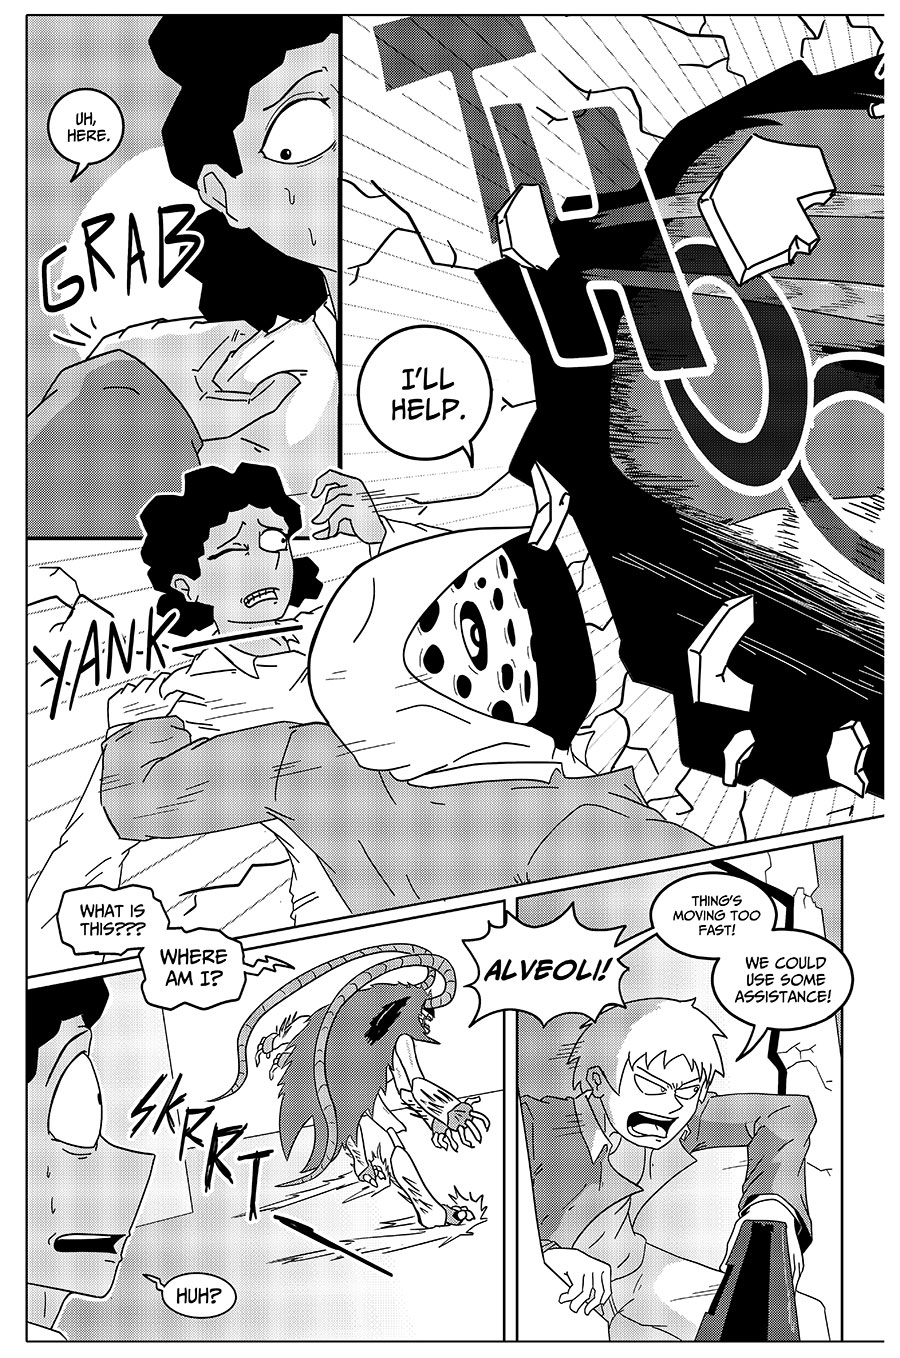 UH,
HERE.
GRAB
THOO
I'LL
HELP.
YANK
WHAT IS
THIS???
WHERE
AM I?
SKRRT
HUH?
ALVEOLI!
THING'S
MOVING TOO
FAST!
WE COULD
USE SOME
ASSISTANCE!